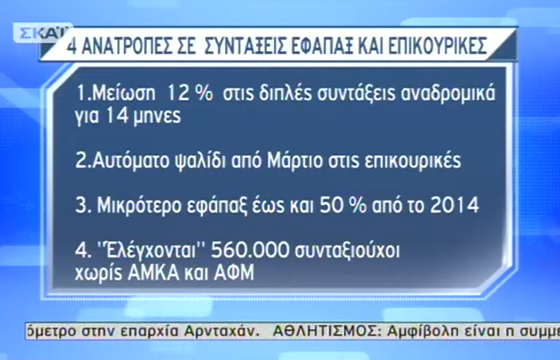 ΣΚΑΪ
4 ΑΝΑΤΡΟΠΕΣ ΣΕ ΣΥΝΤΑΞΕΙΣ ΕΦΑΠΑΞ ΚΑΙ ΕΠΙΚΟΥΡΙΚΕΣ
1.Μείωση 12 % στις διπλές συντάξεις αναδρομικά
για 14 μηνες
2.Αυτόματο ψαλίδι από Μάρτιο στις επικουρικές
3. Μικρότερο εφάπαξ έως και 50 % από το 2014
4. "Ελέγχονται" 560.000 συνταξιούχοι
χωρίς ΑΜΚΑ και ΑΦΜ
όμετρο στην επαρχία Αρνταχάν. ΑΘΛΗΤΙΣΜΟΣ: Αμφίβολη είναι η συμμε